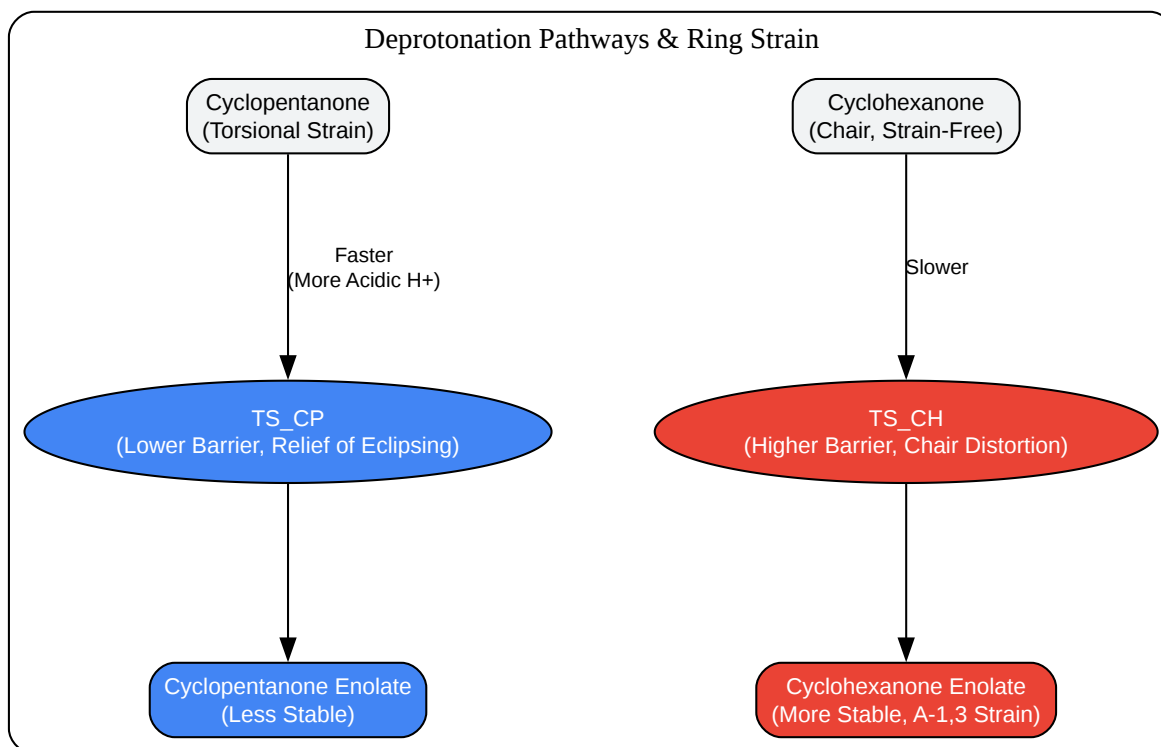 Deprotonation Pathways & Ring Strain
Cyclopentanone
(Torsional Strain)
Cyclohexanone
(Chair, Strain-Free)
Faster
(More Acidic H+)
Slower
TS_CP
(Lower Barrier, Relief of Eclipsing)
TS_CH
(Higher Barrier, Chair Distortion)
Cyclopentanone Enolate
(Less Stable)
Cyclohexanone Enolate
(More Stable, A-1,3 Strain)